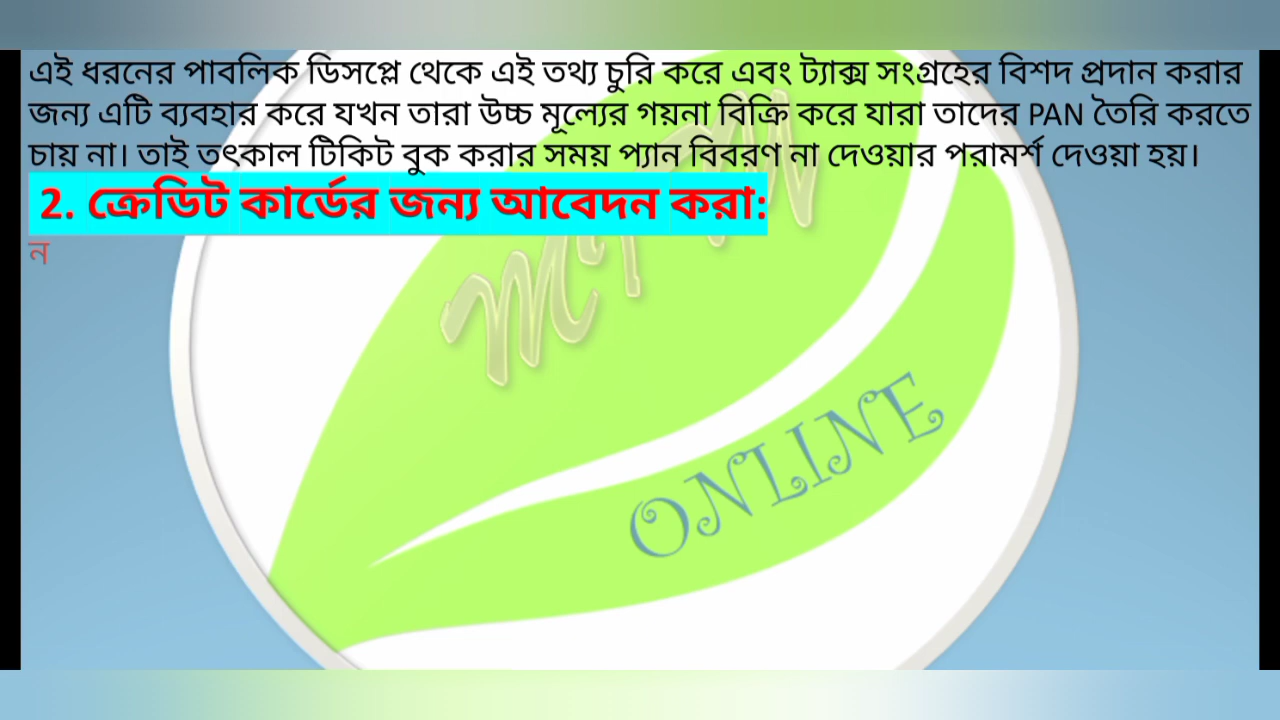 এই ধরনের পাবলিক ডিসপ্লে থেকে এই তথ্য চুরি করে এবং ট্যাক্স সংগ্রহের বিশদ প্রদান করার
জন্য এটি ব্যবহার করে যখন তারা উচ্চ মূল্যের গয়না বিক্রি করে যারা তাদের PAN তৈরি করতে
চায় না। তাই তৎকাল টিকিট বুক করার সময় প্যান বিবরণ না দেওয়ার পরামর্শ দেওয়া হয়।
2. ক্রেডিট কার্ডের জন্য আবেদন করা:
ন
ONLINE